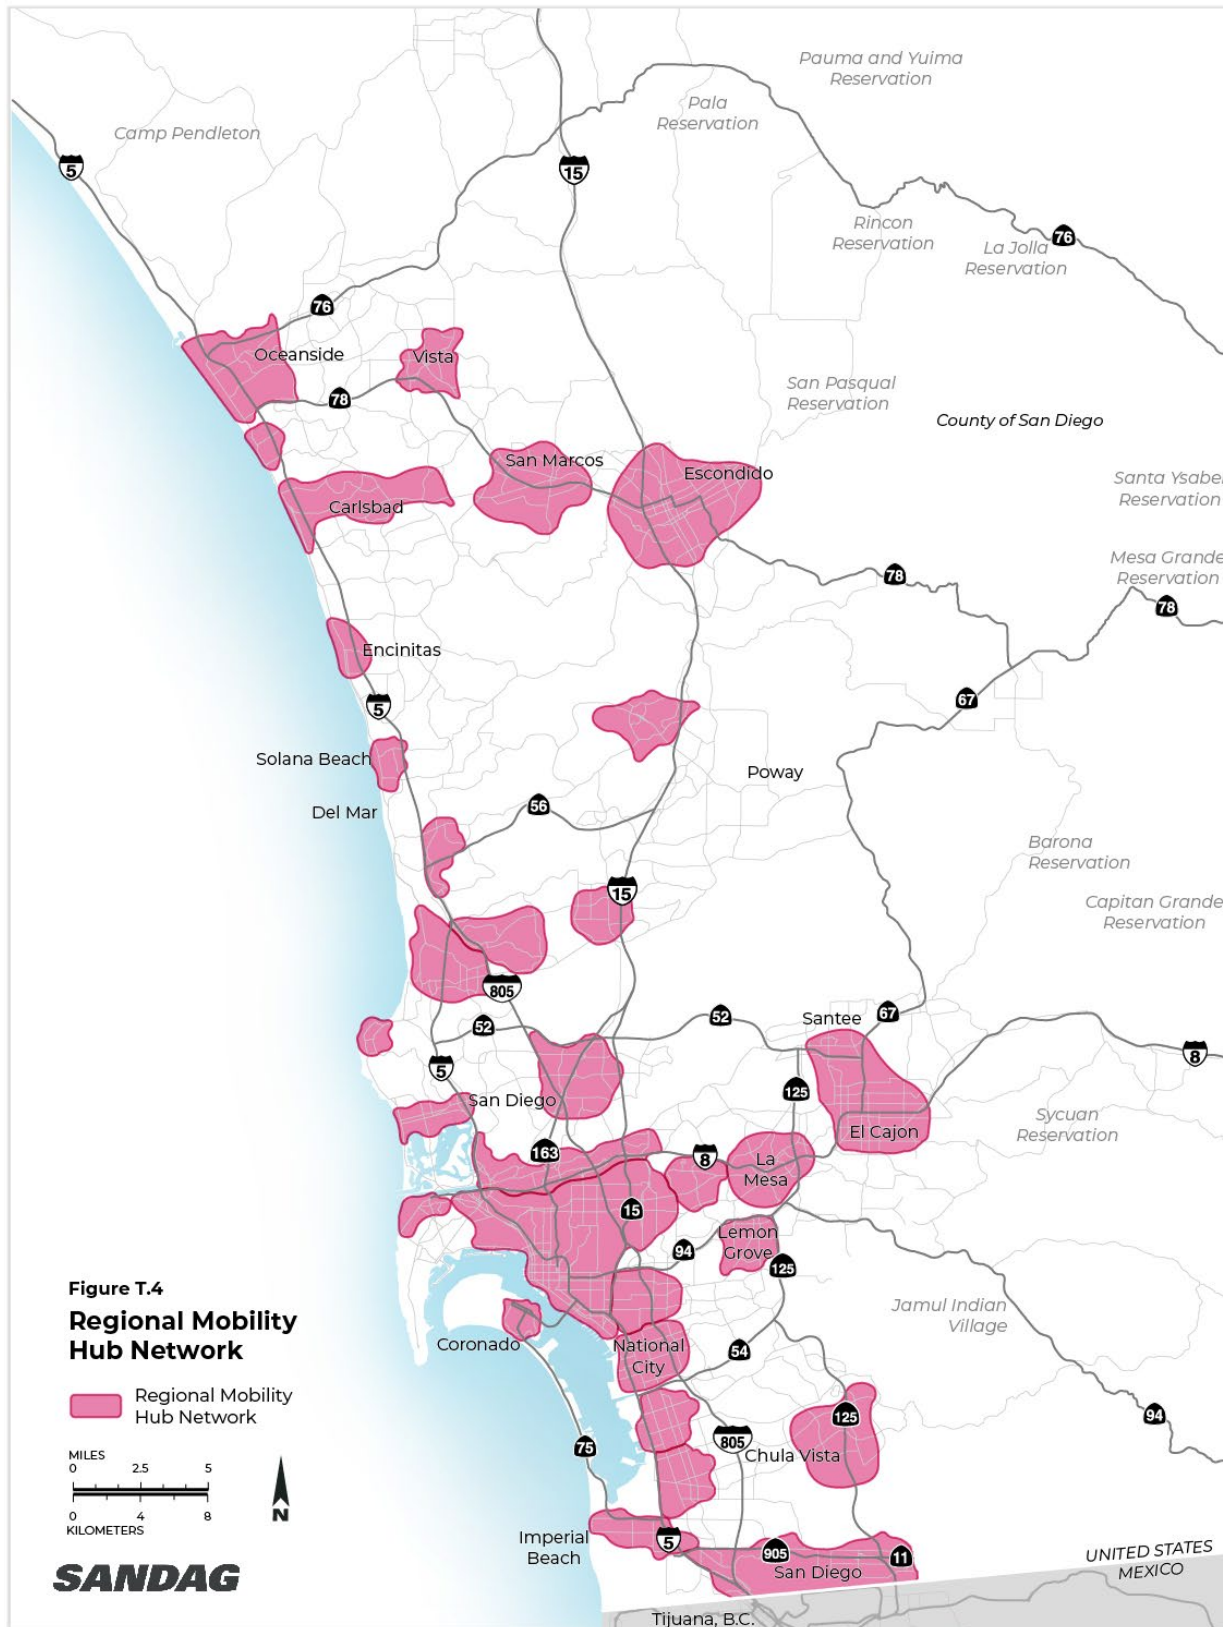 Pauma and Yuima
Reservation
Pala
Reservation
Camp Pendleton
5
15
Rincon
Reservation
La Jolla
Reservation
76
76
Oceanside
Vista
78
San Pasqual
Reservation
County of San Diego
San Marcos
Escondido
Santa Ysabe
Reservation
Carlsbad
Mesa Grande
Reservation
78
78
Encinitas
5
67
Solana Beach
Poway
Del Mar
56
Barona
Reservation
15
Capitan Grande
Reservation
805
52
52
Santee
67
5
8
San Diego
125
Sycuan
Reservation
El Cajon
163
8
La
Mesa
15
94
Lemon
Grove
125
Figure T.4
Regional Mobility
Hub Network
Jamul Indian
Village
Coronado
National
City
54
Regional Mobility
Hub Network
125
94
75
805
Chula Vista
MILES
0 2.5 5
0 4 8
KILOMETERS
N
Imperial
Beach
5
905
11
San Diego
UNITED STATES
MEXICO
SANDAG
Tijuana, B.C.